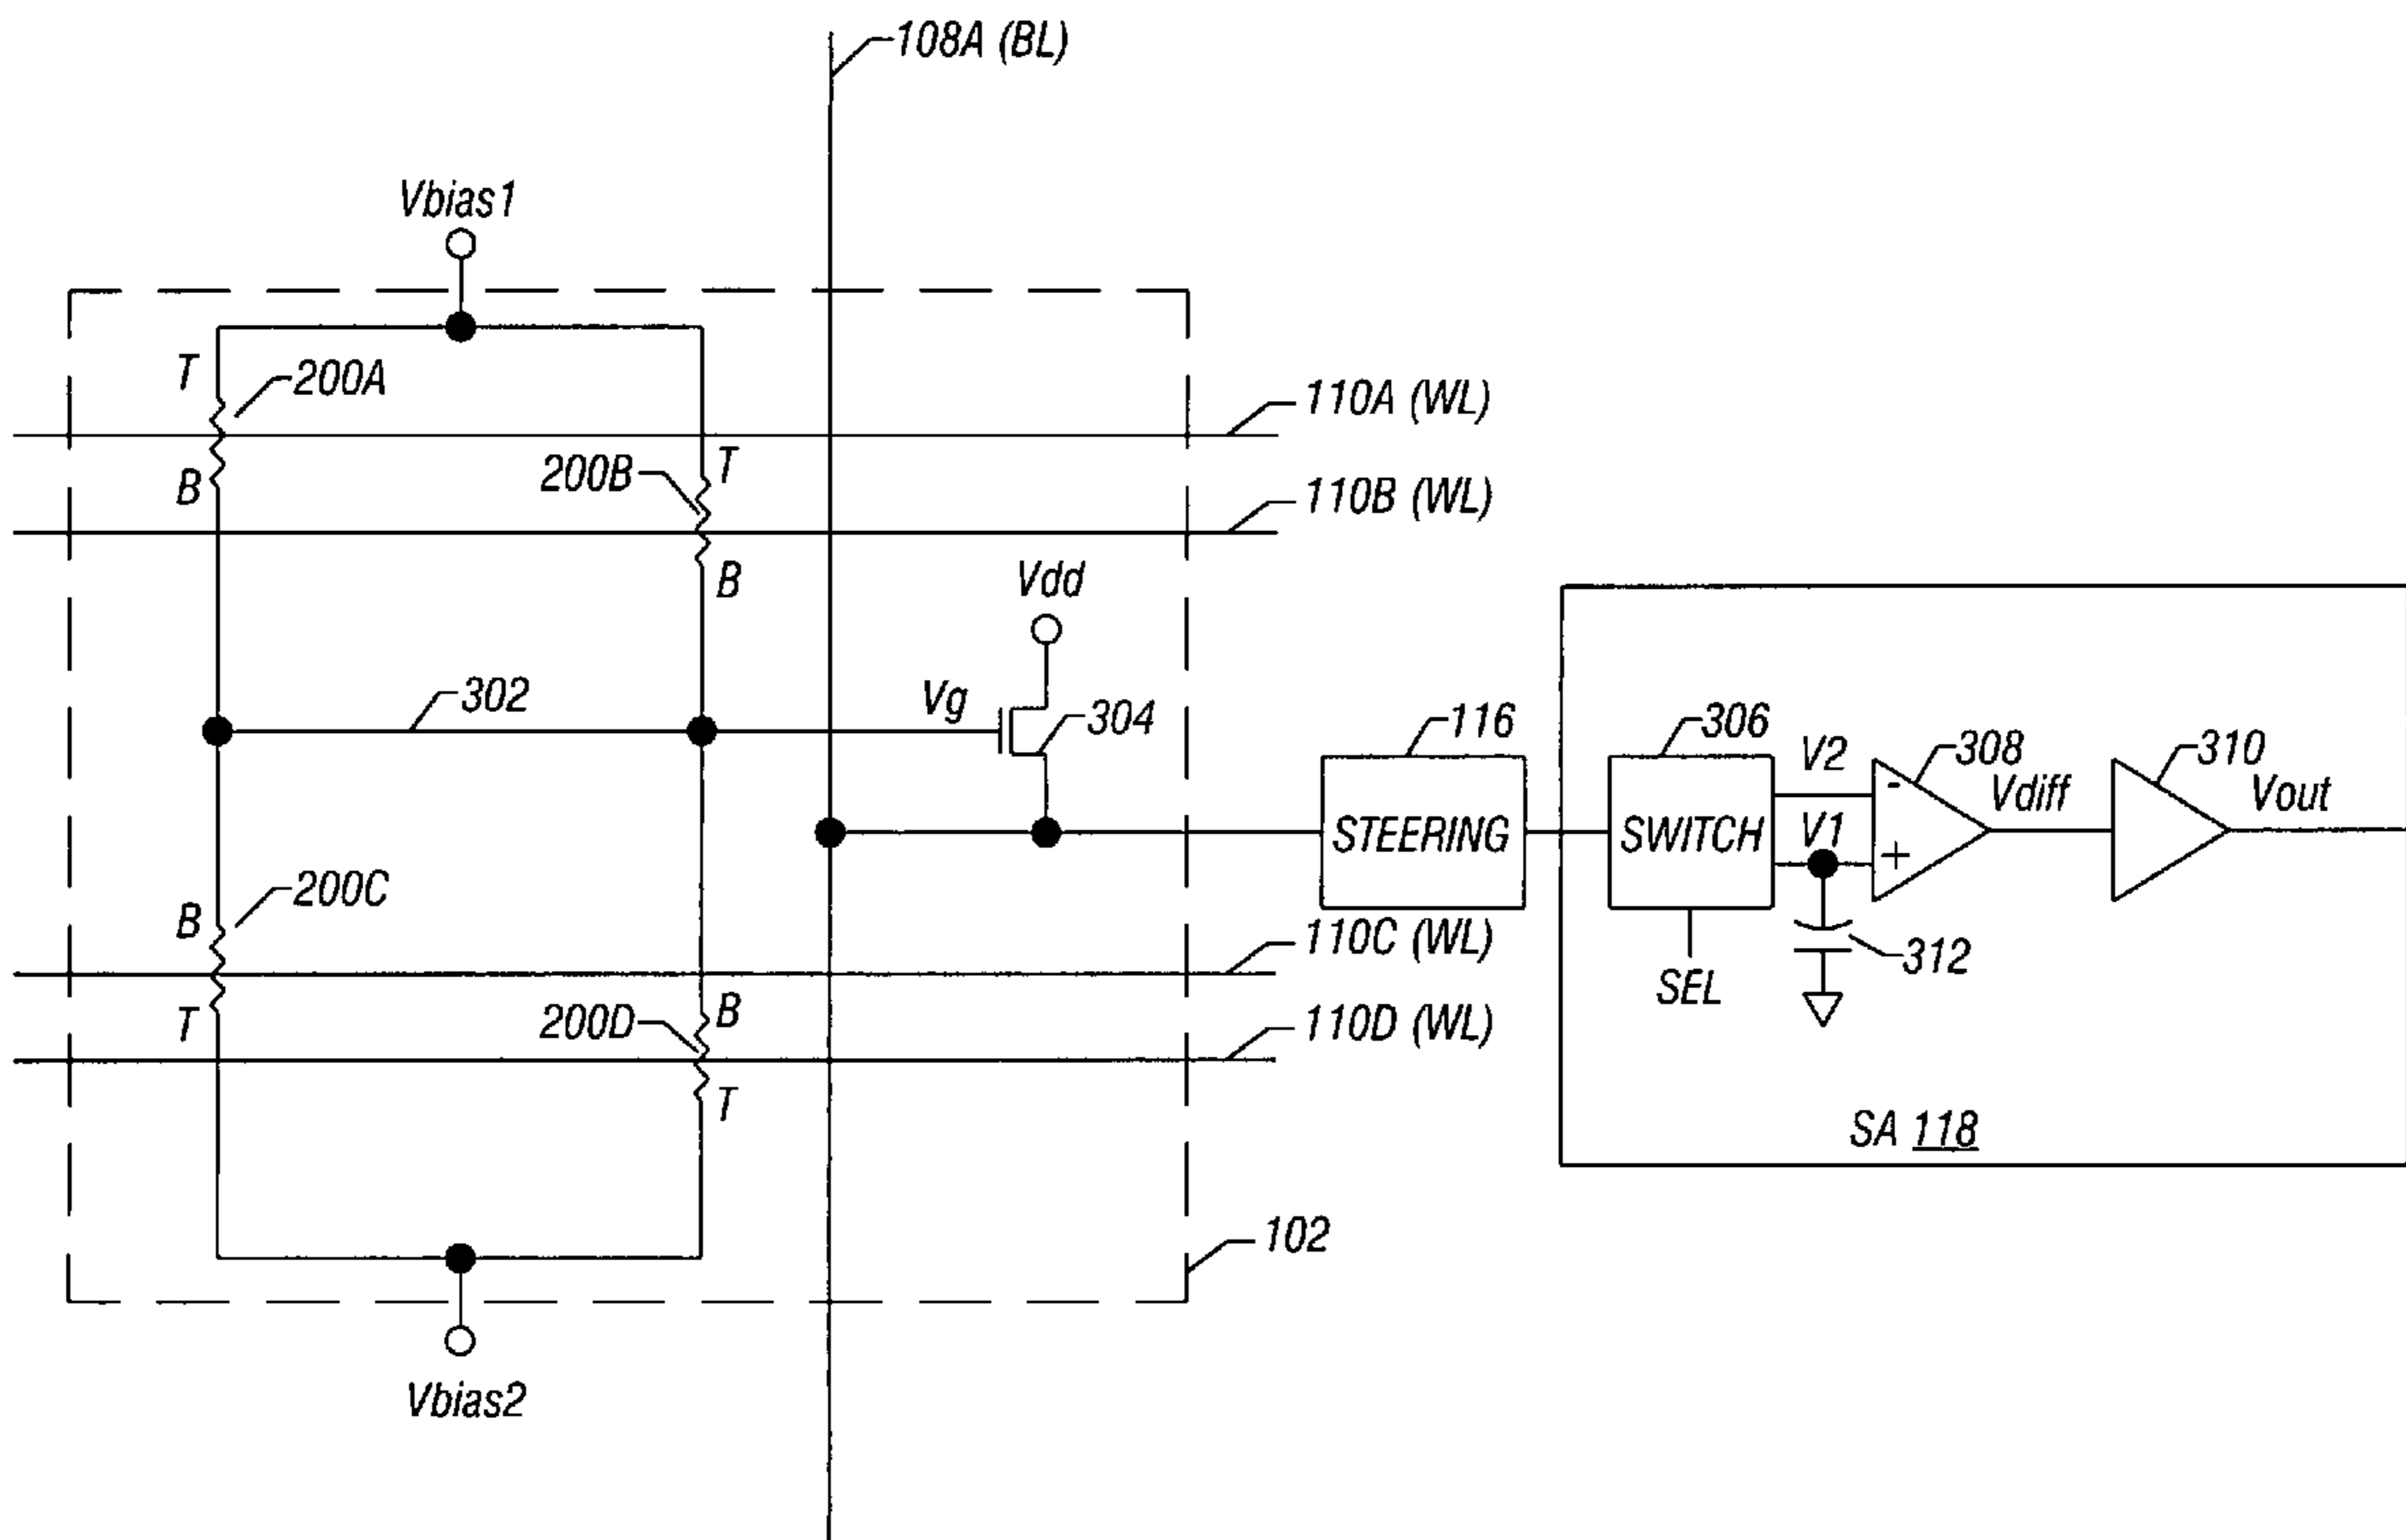 108A (BL)
Vbias1
T
200A
110A (WL)
B
200B
T
110B (WL)
B
Vdd
302
Vg
304
116
306
V2
308
Vdiff
310
Vout
STEERING
SWITCH
V1
-
+
B
200C
110C (WL)
SEL
312
T
200D
B
110D (WL)
T
SA 118
102
Vbias2